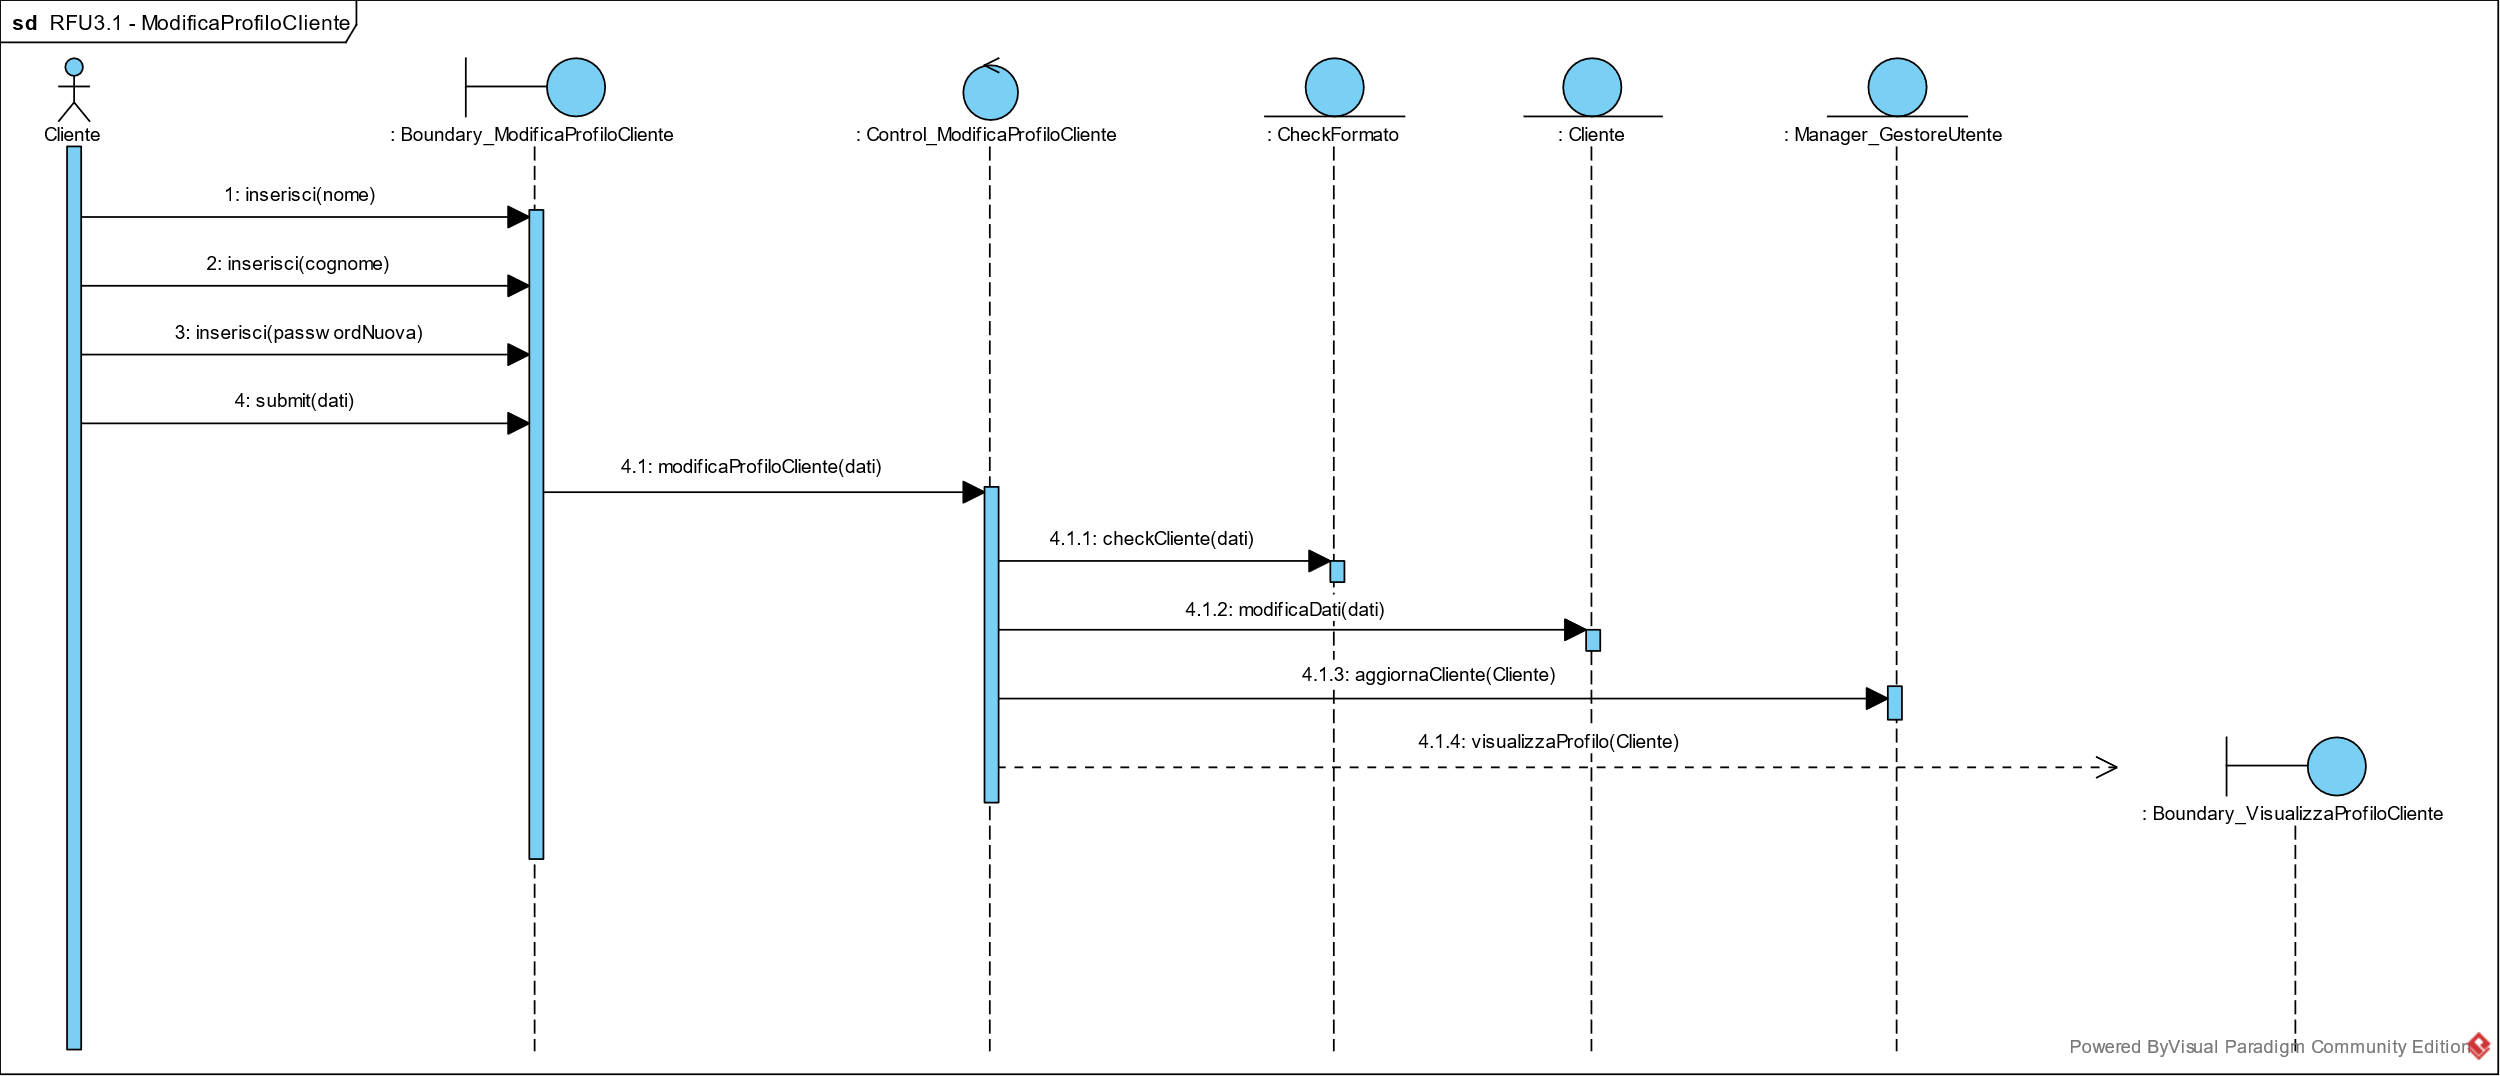 sd RFU3.1 - ModificaProfiloCliente
Cliente
: Boundary_ModificaProfiloCliente
: Control_ModificaProfiloCliente
: CheckFormato
: Cliente
: Manager_GestoreUtente
1: inserisci(nome)
2: inserisci(cognome)
3: inserisci(passwordNuova)
4: submit(dati)
4.1: modificaProfiloCliente(dati)
4.1.1: checkCliente(dati)
4.1.2: modificaDati(dati)
4.1.3: aggiornaCliente(Cliente)
4.1.4: visualizzaProfilo(Cliente)
: Boundary_VisualizzaProfiloCliente
Powered ByVisual Paradigm Community Edition